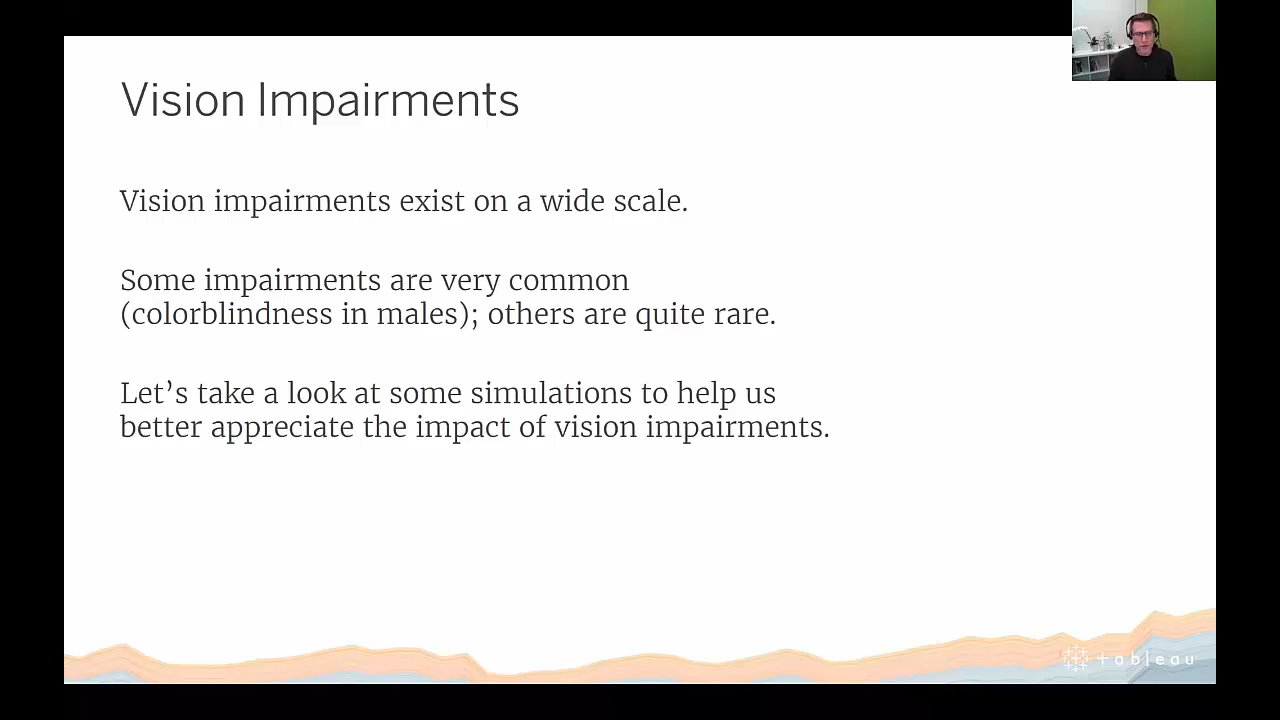 Vision Impairments
Vision impairments exist on a wide scale.
Some impairments are very common
(colorblindness in males); others are quite rare.
Let’s take a look at some simulations to help us
better appreciate the impact of vision impairments.
+ableau